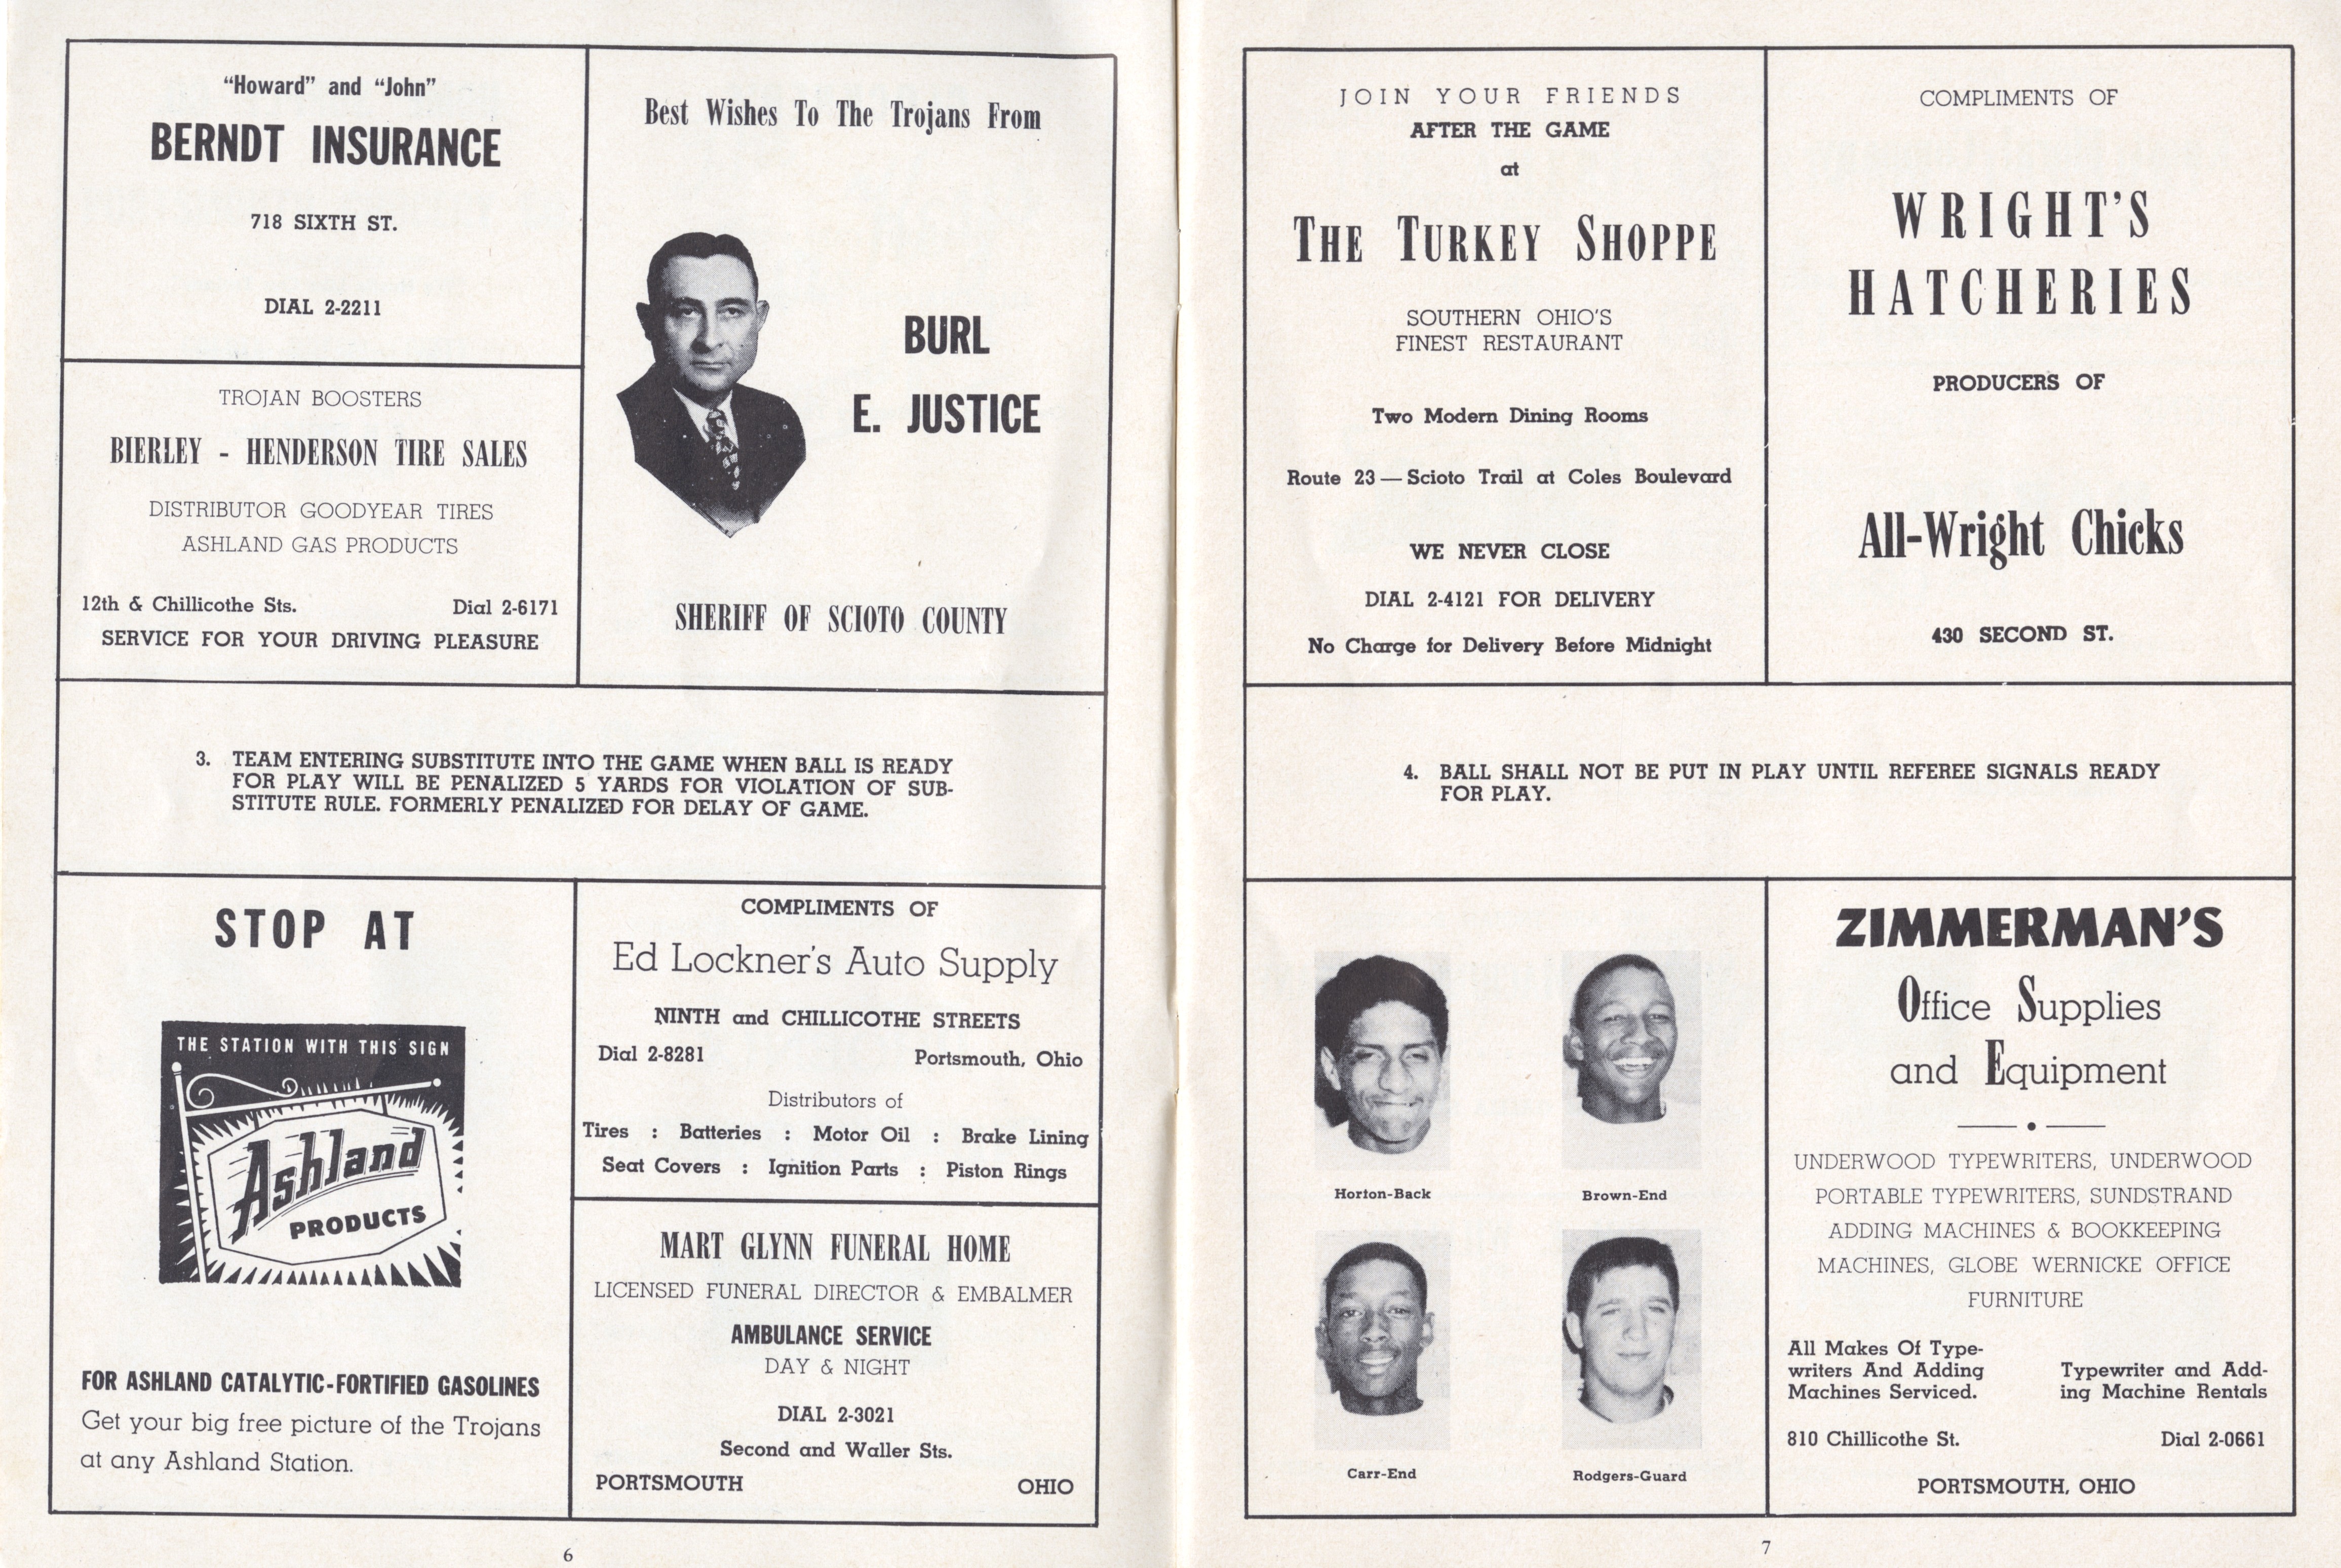 "Howard" and "John"
BERNDT INSURANCE
718 SIXTH ST.
DIAL 2-2211
TROJAN BOOSTERS
BIERLEY - HENDERSON TIRE SALES
DISTRIBUTOR GOODYEAR TIRES
ASHLAND GAS PRODUCTS
12th & Chillicothe Sts. Dial 2-6171
SERVICE FOR YOUR DRIVING PLEASURE
Best Wishes To The Trojans From
BURL
E. JUSTICE
SHERIFF OF SCIOTO COUNTY
3. TEAM ENTERING SUBSTITUTE INTO THE GAME WHEN BALL IS READY
FOR PLAY WILL BE PENALIZED 5 YARDS FOR VIOLATION OF SUB-
STITUTE RULE. FORMERLY PENALIZED FOR DELAY OF GAME.
STOP AT
THE STATION WITH THIS SIGN
Ashland
PRODUCTS
FOR ASHLAND CATALYTIC-FORTIFIED GASOLINES
Get your big free picture of the Trojans
at any Ashland Station.
COMPLIMENTS OF
Ed Lockner's Auto Supply
NINTH and CHILLICOTHE STREETS
Dial 2-8281 Portsmouth, Ohio
Distributors of
Tires : Batteries : Motor Oil : Brake Lining
Seat Covers : Ignition Parts : Piston Rings
MART GLYNN FUNERAL HOME
LICENSED FUNERAL DIRECTOR & EMBALMER
AMBULANCE SERVICE
DAY & NIGHT
DIAL 2-3021
Second and Waller Sts.
PORTSMOUTH OHIO
6
JOIN YOUR FRIENDS
AFTER THE GAME
at
THE TURKEY SHOPPE
SOUTHERN OHIO'S
FINEST RESTAURANT
Two Modern Dining Rooms
Route 23 — Scioto Trail at Coles Boulevard
WE NEVER CLOSE
DIAL 2-4121 FOR DELIVERY
No Charge for Delivery Before Midnight
COMPLIMENTS OF
WRIGHT'S
HATCHERIES
PRODUCERS OF
All-Wright Chicks
430 SECOND ST.
4. BALL SHALL NOT BE PUT IN PLAY UNTIL REFEREE SIGNALS READY
FOR PLAY.
Horton-Back Brown-End
Carr-End Rodgers-Guard
ZIMMERMAN'S
Office Supplies
and Equipment
UNDERWOOD TYPEWRITERS, UNDERWOOD
PORTABLE TYPEWRITERS, SUNDSTRAND
ADDING MACHINES & BOOKKEEPING
MACHINES, GLOBE WERNICKE OFFICE
FURNITURE
All Makes Of Type-
writers And Adding
Machines Serviced.
Typewriter and Add-
ing Machine Rentals
810 Chillicothe St. Dial 2-0661
PORTSMOUTH, OHIO
7